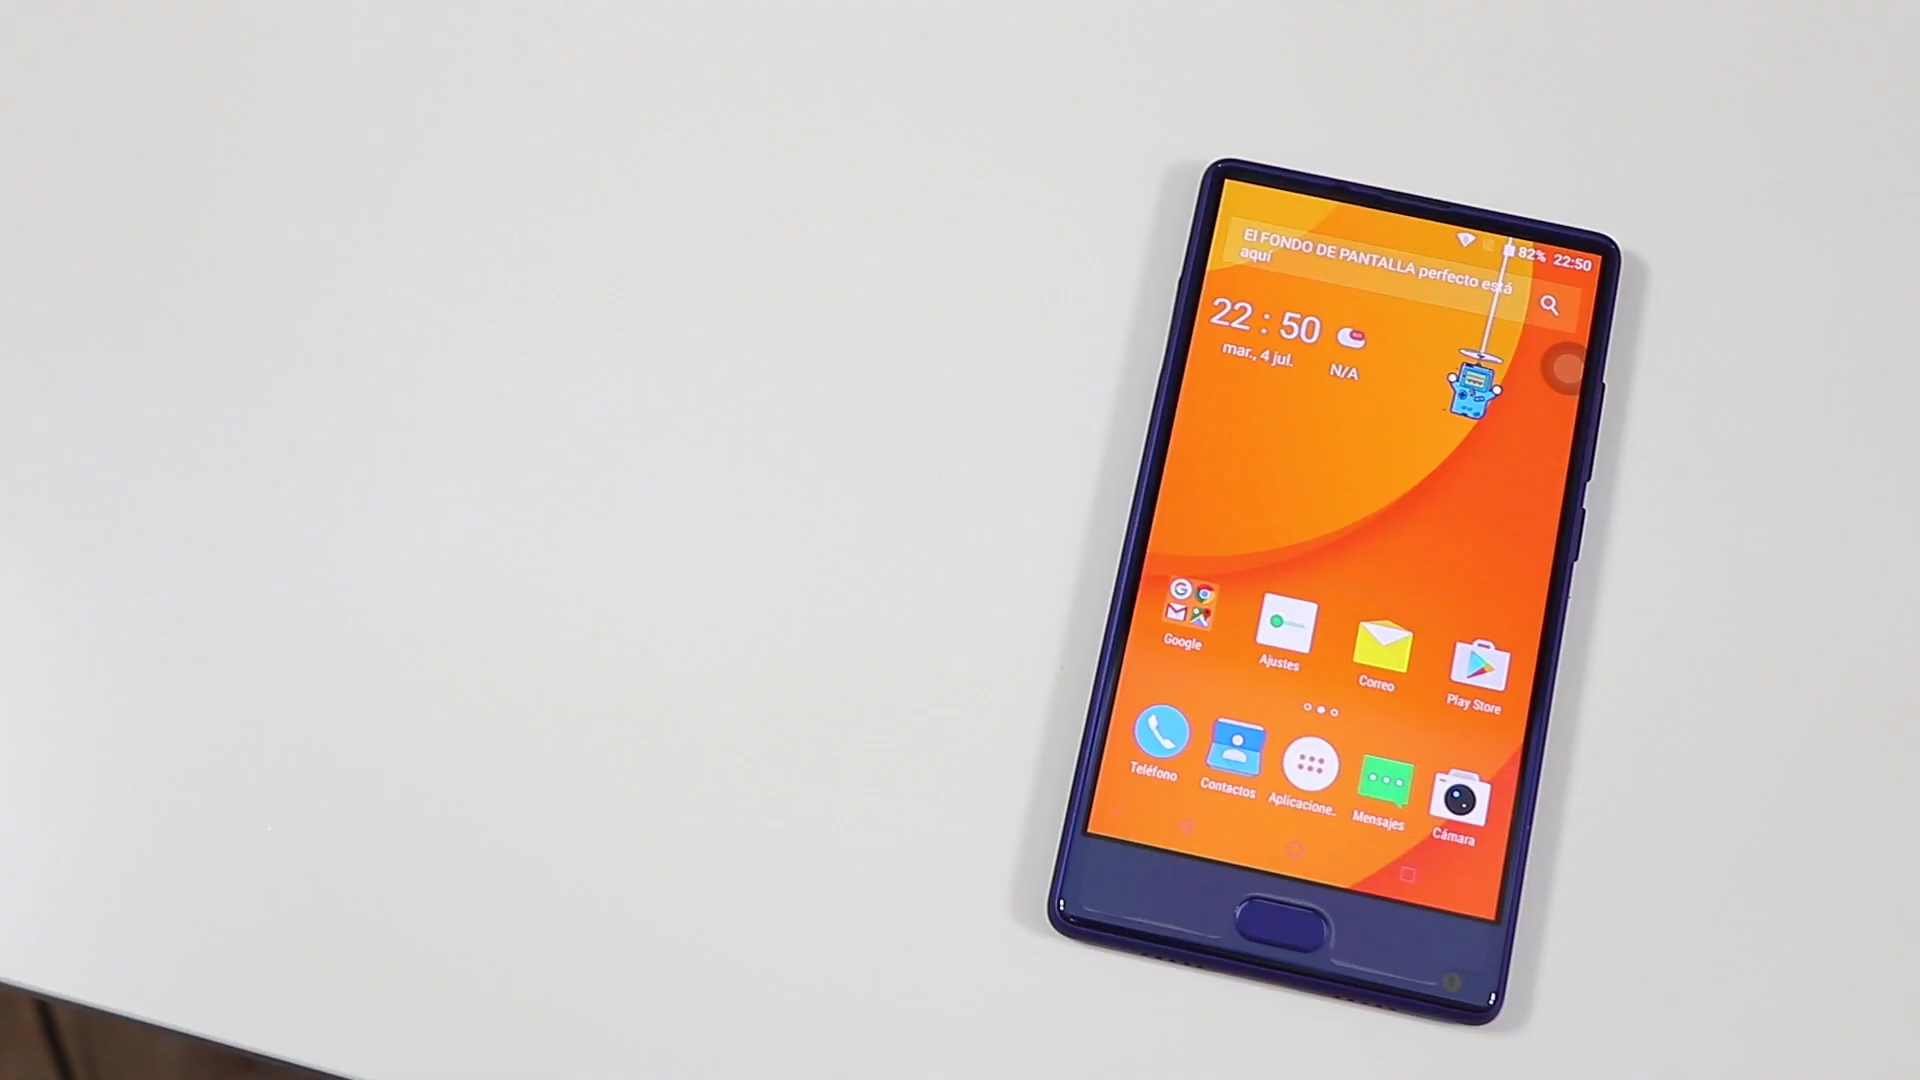 82% 22:50
El FONDO DE PANTALLA perfecto está
aquí
22 : 50
mar., 4 jul.
N/A
Google
Ajustes
Correo
Play Store
Teléfono
Contactos
Aplicacione..
Mensajes
Cámara